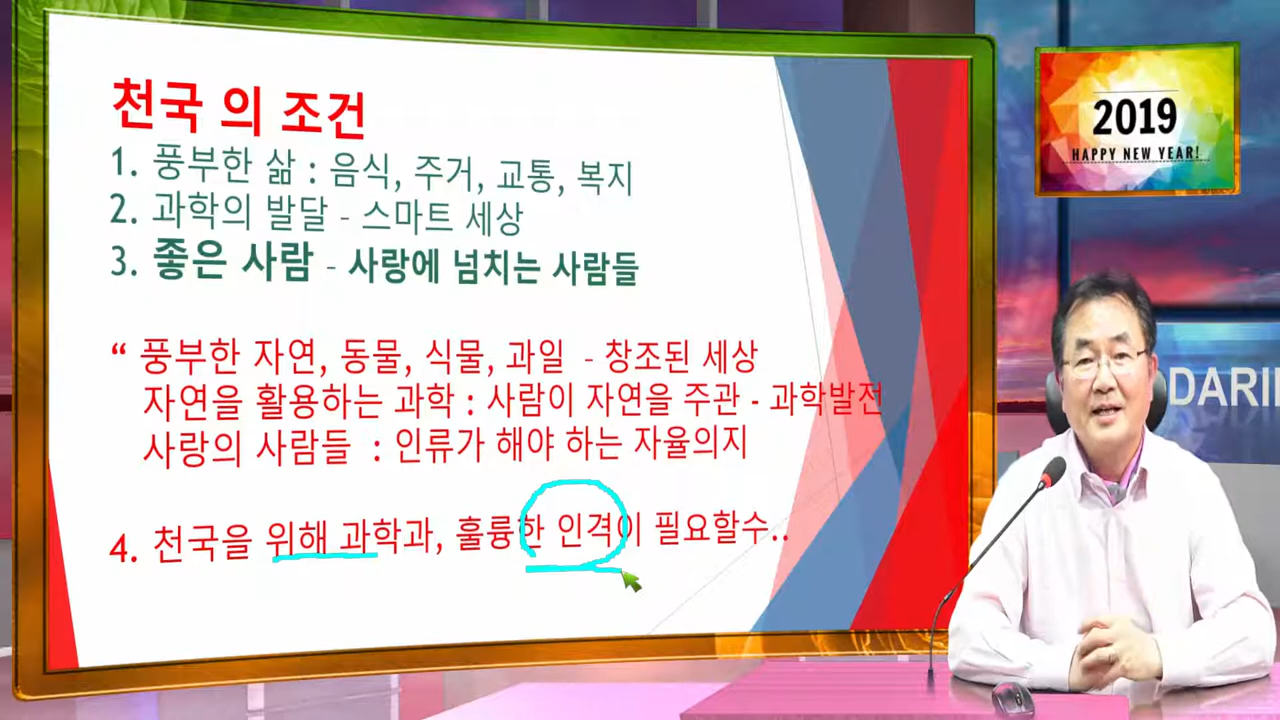 천국 의 조건
1. 풍부한 삶 : 음식, 주거, 교통, 복지
2. 과학의 발달 - 스마트 세상
3. 좋은 사람 - 사랑에 넘치는 사람들
“ 풍부한 자연, 동물, 식물, 과일 - 창조된 세상
자연을 활용하는 과학 : 사람이 자연을 주관 - 과학발전
사랑의 사람들 : 인류가 해야 하는 자율의지
4. 천국을 위해 과학과, 훌륭한 인격이 필요할수..
2019
HAPPY NEW YEAR!